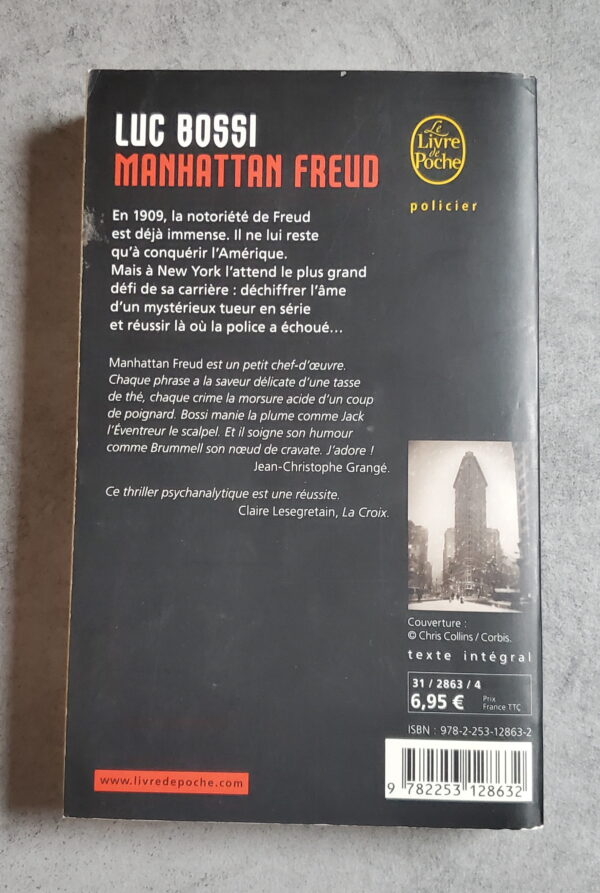 LUC BOSSI
MANHATTAN FREUD
Le
Livre
de
Poche
policier
En 1909, la notoriété de Freud
est déjà immense. Il ne lui reste
qu'à conquérir l'Amérique.
Mais à New York l'attend le plus grand
défi de sa carrière : déchiffrer l'âme
d'un mystérieux tueur en série
et réussir là où la police a échoué...
Manhattan Freud est un petit chef-d'œuvre.
Chaque phrase a la saveur délicate d'une tasse
de thé, chaque crime la morsure acide d'un coup
de poignard. Bossi manie la plume comme Jack
l'Éventreur le scalpel. Et il soigne son humour
comme Brummell son nœud de cravate. J'adore !
Jean-Christophe Grangé.
Ce thriller psychanalytique est une réussite.
Claire Lesegretain, La Croix.
Couverture :
© Chris Collins / Corbis.
texte intégral
31 / 2863 / 4
6,95 € Prix
France TTC
ISBN : 978-2-253-12863-2
9 782253 128632
www.livredepoche.com